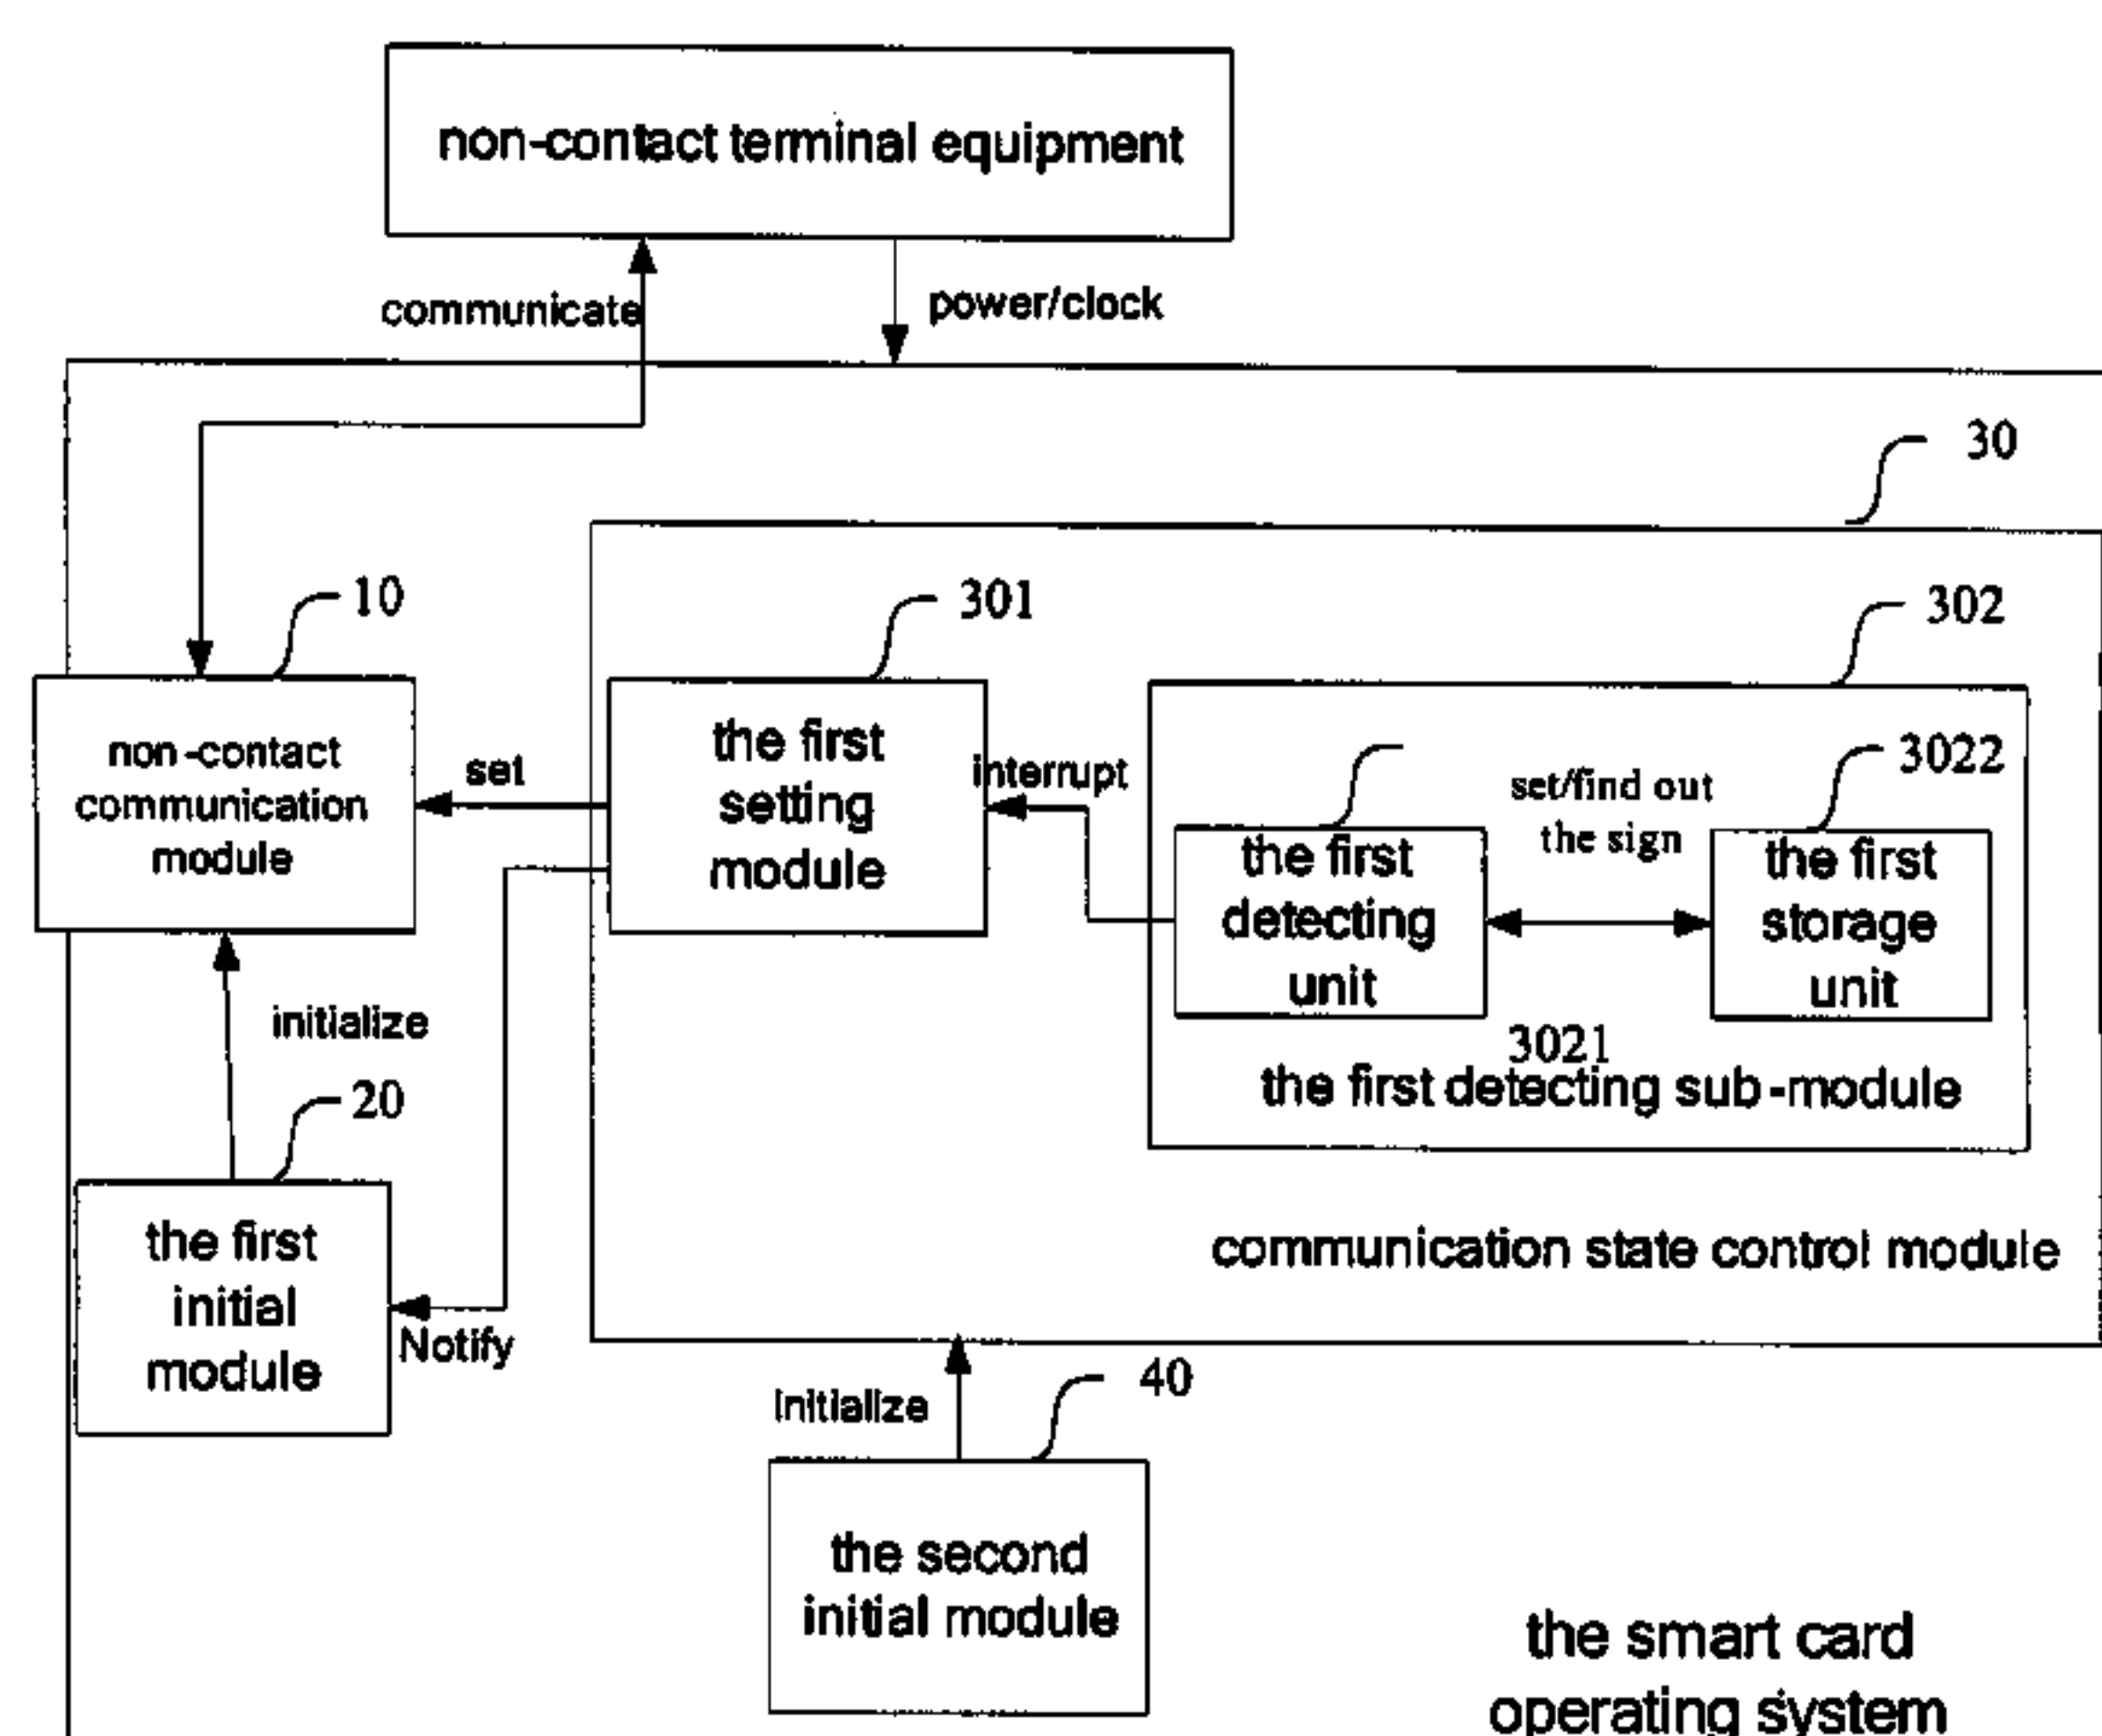 non-contact terminal equipment
communicate
power/clock
30
10
301
302
non-contact
communication
module
set
the first
setting
module
interrupt
set/find out
the sign
3022
the first
detecting
unit
the first
storage
unit
3021
the first detecting sub-module
initialize
20
the first
initial
module
Notify
communication state control module
Initialize
40
the second
initial module
the smart card
operating system